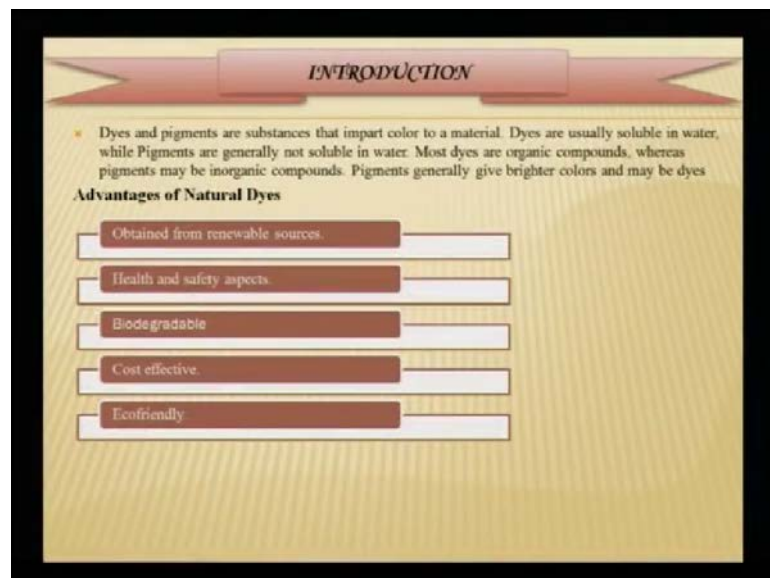 INTRODUCTION
Dyes and pigments are substances that impart color to a material. Dyes are usually soluble in water,
while Pigments are generally not soluble in water. Most dyes are organic compounds, whereas
pigments may be inorganic compounds. Pigments generally give brighter colors and may be dyes
Advantages of Natural Dyes
Obtained from renewable sources.
Health and safety aspects.
Biodegradable
Cost effective.
Ecofriendly